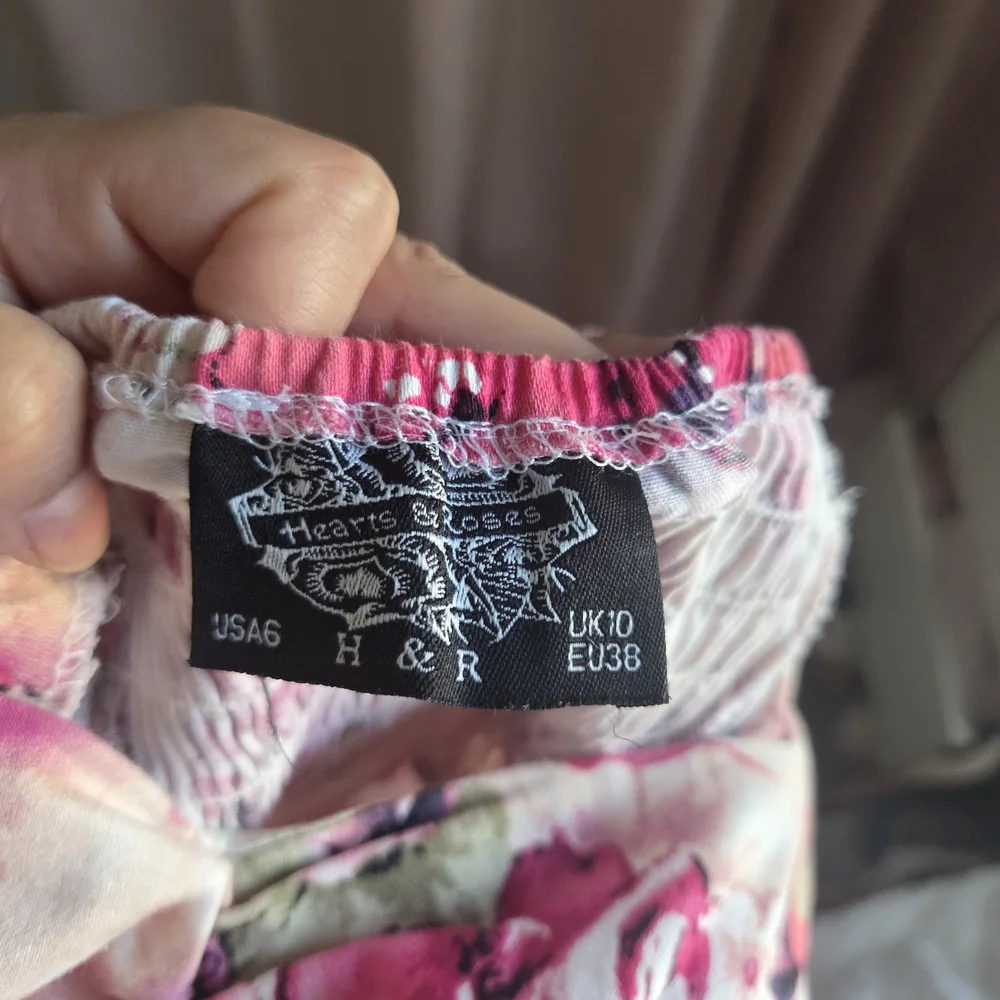 Hearts & Roses
USA6
H & R
UK10
EU38